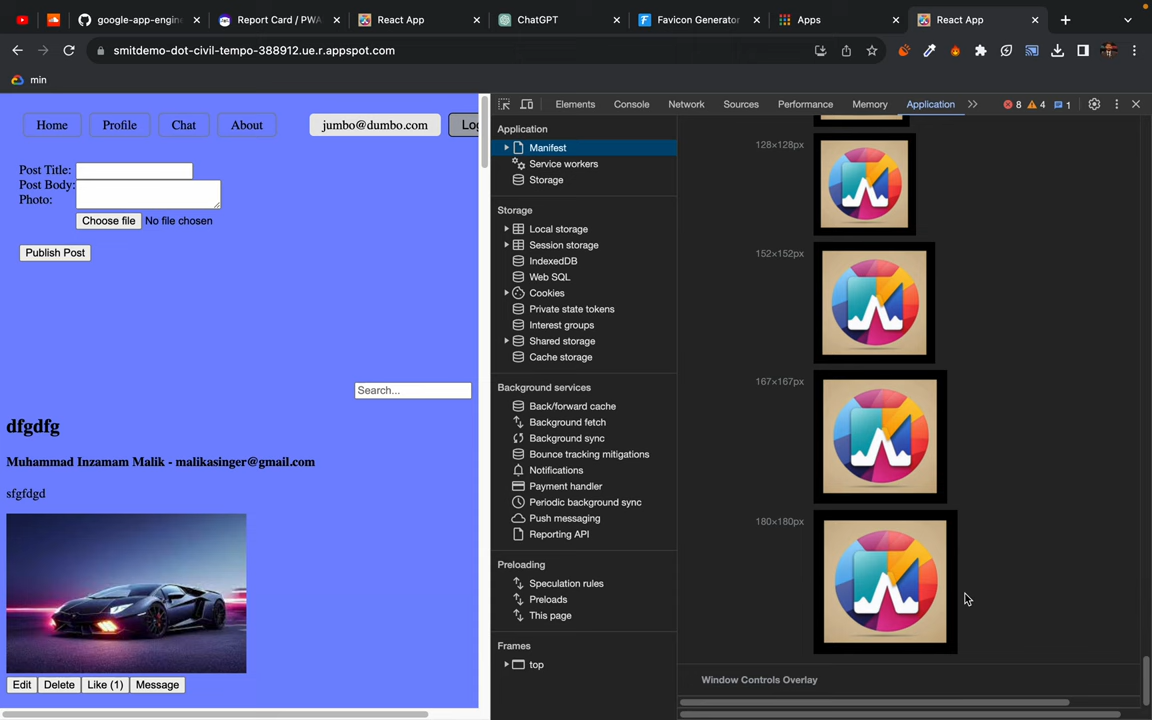 google-app-engin
Report Card / PWA
React App
ChatGPT
Favicon Generator
Apps
React App
smitdemo-dot-civil-tempo-388912.ue.r.appspot.com
min
Home
Profile
Chat
About
jumbo@dumbo.com
Log
Post Title:
Post Body:
Photo:
Choose file No file chosen
Publish Post
Search...
dfgdfg
Muhammad Inzamam Malik - malikasinger@gmail.com
sfgfdgd
Edit
Delete
Like (1)
Message
Elements
Console
Network
Sources
Performance
Memory
Application
8
4
1
Application
Manifest
Service workers
Storage
Storage
Local storage
Session storage
IndexedDB
Web SQL
Cookies
Private state tokens
Interest groups
Shared storage
Cache storage
Background services
Back/forward cache
Background fetch
Background sync
Bounce tracking mitigations
Notifications
Payment handler
Periodic background sync
Push messaging
Reporting API
Preloading
Speculation rules
Preloads
This page
Frames
top
128×128px
152×152px
167×167px
180×180px
Window Controls Overlay